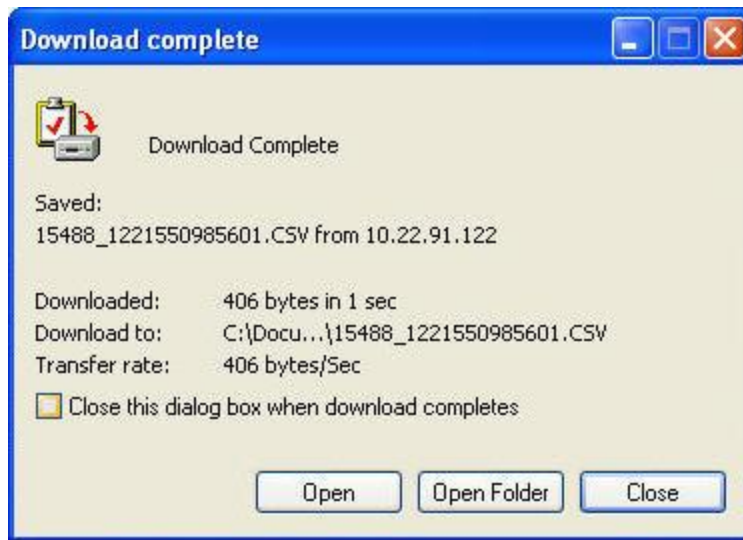 Download complete
Download Complete
Saved:
15488_1221550985601.CSV from 10.22.91.122
Downloaded: 406 bytes in 1 sec
Download to: C:\Docu...\15488_1221550985601.CSV
Transfer rate: 406 bytes/Sec
Close this dialog box when download completes
Open Open Folder Close